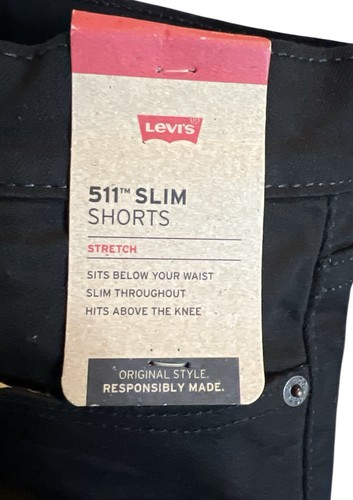 Levi's®
511™ SLIM
SHORTS
STRETCH
SITS BELOW YOUR WAIST
SLIM THROUGHOUT
HITS ABOVE THE KNEE
ORIGINAL STYLE.
RESPONSIBLY MADE.